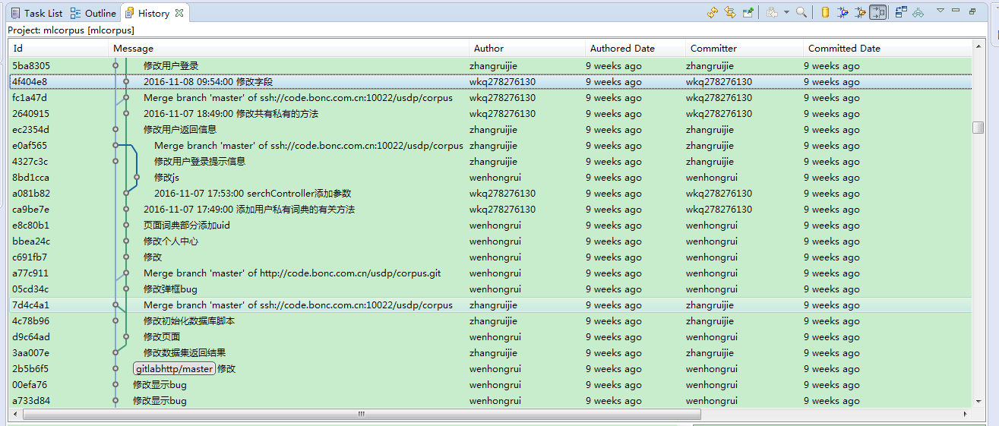 Task List Outline History
Project: mlcorpus [mlcorpus]
Id Message Author Authored Date Committer Committed Date
5ba8305 修改用户登录 zhangruijie 9 weeks ago zhangruijie 9 weeks ago
4f404e8 2016-11-08 09:54:00 修改字段 wkq278276130 9 weeks ago wkq278276130 9 weeks ago
fc1a47d Merge branch 'master' of ssh://code.bonc.com.cn:10022/usdp/corpus wkq278276130 9 weeks ago wkq278276130 9 weeks ago
2640915 2016-11-07 18:49:00 修改共有私有的方法 wkq278276130 9 weeks ago wkq278276130 9 weeks ago
ec2354d 修改用户返回信息 zhangruijie 9 weeks ago zhangruijie 9 weeks ago
e0af565 Merge branch 'master' of ssh://code.bonc.com.cn:10022/usdp/corpus zhangruijie 9 weeks ago zhangruijie 9 weeks ago
4327c3c 修改用户登录提示信息 zhangruijie 9 weeks ago zhangruijie 9 weeks ago
8bd1cca 修改js wenhongrui 9 weeks ago wenhongrui 9 weeks ago
a081b82 2016-11-07 17:53:00 serchController添加参数 wkq278276130 9 weeks ago wkq278276130 9 weeks ago
ca9be7e 2016-11-07 17:49:00 添加用户私有词典的有关方法 wkq278276130 9 weeks ago wkq278276130 9 weeks ago
e8c80b1 页面词典部分添加uid wenhongrui 9 weeks ago wenhongrui 9 weeks ago
bbea24c 修改个人中心 wenhongrui 9 weeks ago wenhongrui 9 weeks ago
c691fb7 修改 wenhongrui 9 weeks ago wenhongrui 9 weeks ago
a77c911 Merge branch 'master' of http://code.bonc.com.cn/usdp/corpus.git wenhongrui 9 weeks ago wenhongrui 9 weeks ago
05cd34c 修改弹框bug wenhongrui 9 weeks ago wenhongrui 9 weeks ago
7d4c4a1 Merge branch 'master' of ssh://code.bonc.com.cn:10022/usdp/corpus zhangruijie 9 weeks ago zhangruijie 9 weeks ago
4c78b96 修改初始化数据库脚本 zhangruijie 9 weeks ago zhangruijie 9 weeks ago
d9c64ad 修改页面 wenhongrui 9 weeks ago wenhongrui 9 weeks ago
3aa007e 修改数据集返回结果 zhangruijie 9 weeks ago zhangruijie 9 weeks ago
2b5b6f5 gitlabhttp/master 修改 wenhongrui 9 weeks ago wenhongrui 9 weeks ago
00efa76 修改显示bug wenhongrui 9 weeks ago wenhongrui 9 weeks ago
a733d84 修改显示bug wenhongrui 9 weeks ago wenhongrui 9 weeks ago